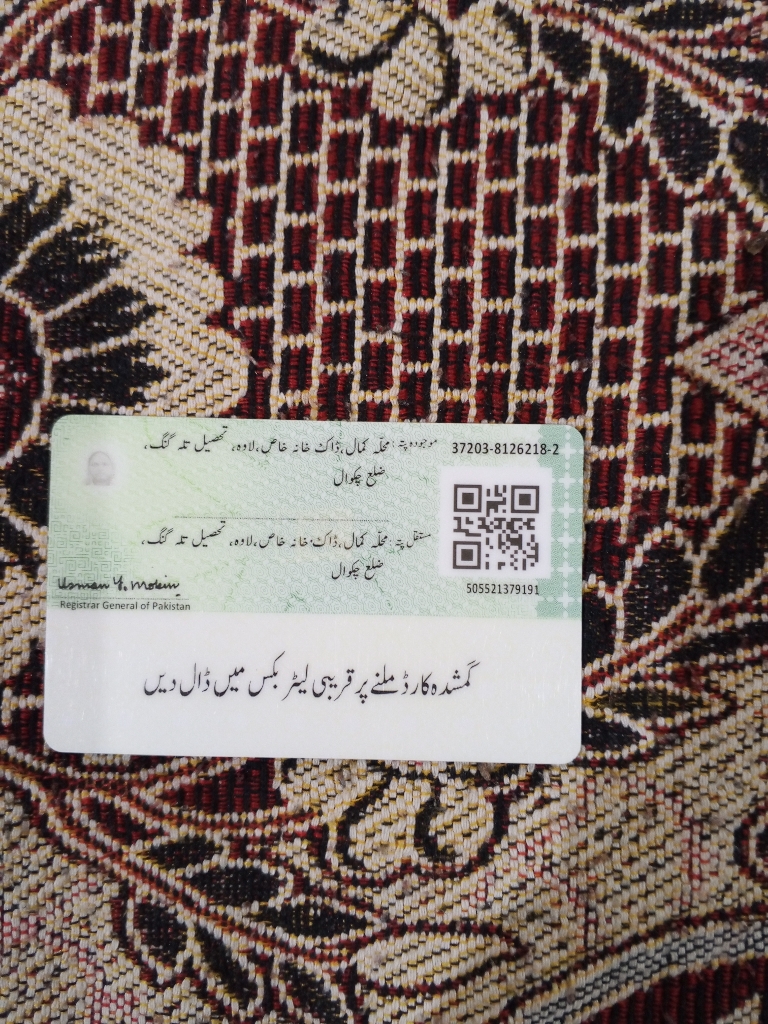 37203-8126218-2
موجودہ پتہ: محلّہ کمال، ڈاک خانہ خاص، لاوہ، تحصیل تلہ گنگ،
ضلع چکوال
مستقل پتہ: محلّہ کمال، ڈاک خانہ خاص، لاوہ، تحصیل تلہ گنگ،
ضلع چکوال
505521379191
Usman Y. Mobin
Registrar General of Pakistan
گمشدہ کارڈ ملنے پر قریبی لیٹر بکس میں ڈال دیں